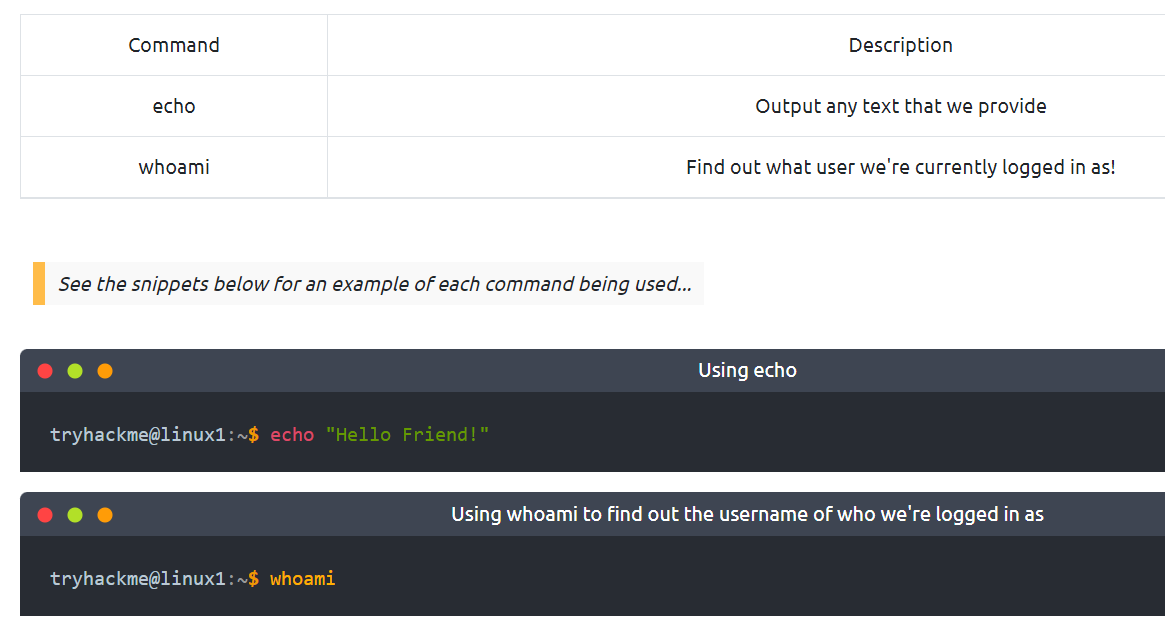 Command Description
echo Output any text that we provide
whoami Find out what user we're currently logged in as!
See the snippets below for an example of each command being used...
Using echo
tryhackme@linux1:~$ echo "Hello Friend!"
Using whoami to find out the username of who we're logged in as
tryhackme@linux1:~$ whoami